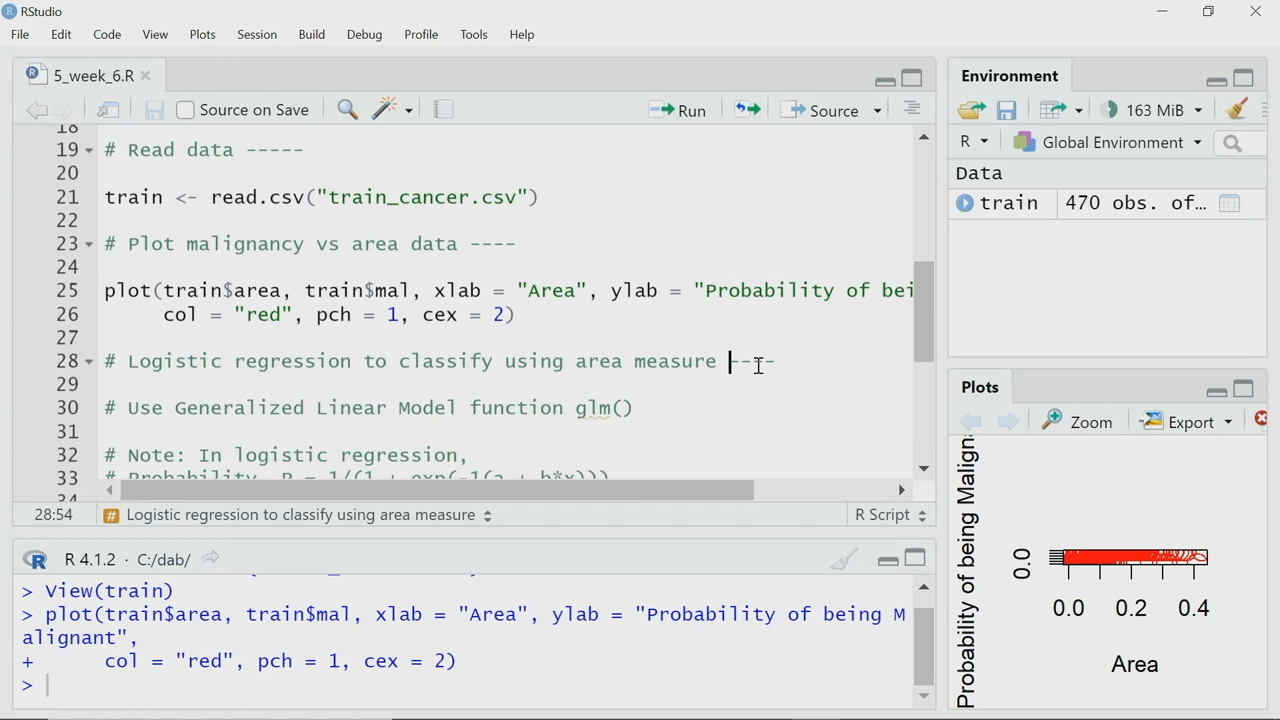 RStudio
File Edit Code View Plots Session Build Debug Profile Tools Help
5_week_6.R
Source on Save Run Source
18
19 # Read data -----
20
21 train <- read.csv("train_cancer.csv")
22
23 # Plot malignancy vs area data ----
24
25 plot(train$area, train$mal, xlab = "Area", ylab = "Probability of bei
26 col = "red", pch = 1, cex = 2)
27
28 # Logistic regression to classify using area measure ----
29
30 # Use Generalized Linear Model function glm()
31
32 # Note: In logistic regression,
33 # Probability, P = 1/(1 + exp(-1(a + b*x)))
34
28:54 # Logistic regression to classify using area measure R Script
R 4.1.2 · C:/dab/
> View(train)
> plot(train$area, train$mal, xlab = "Area", ylab = "Probability of being M
alignant",
+ col = "red", pch = 1, cex = 2)
>
Environment
163 MiB
R Global Environment
Data
train 470 obs. of…
Plots
Zoom Export
Probability of being Malign
0.0
0.0 0.2 0.4
Area